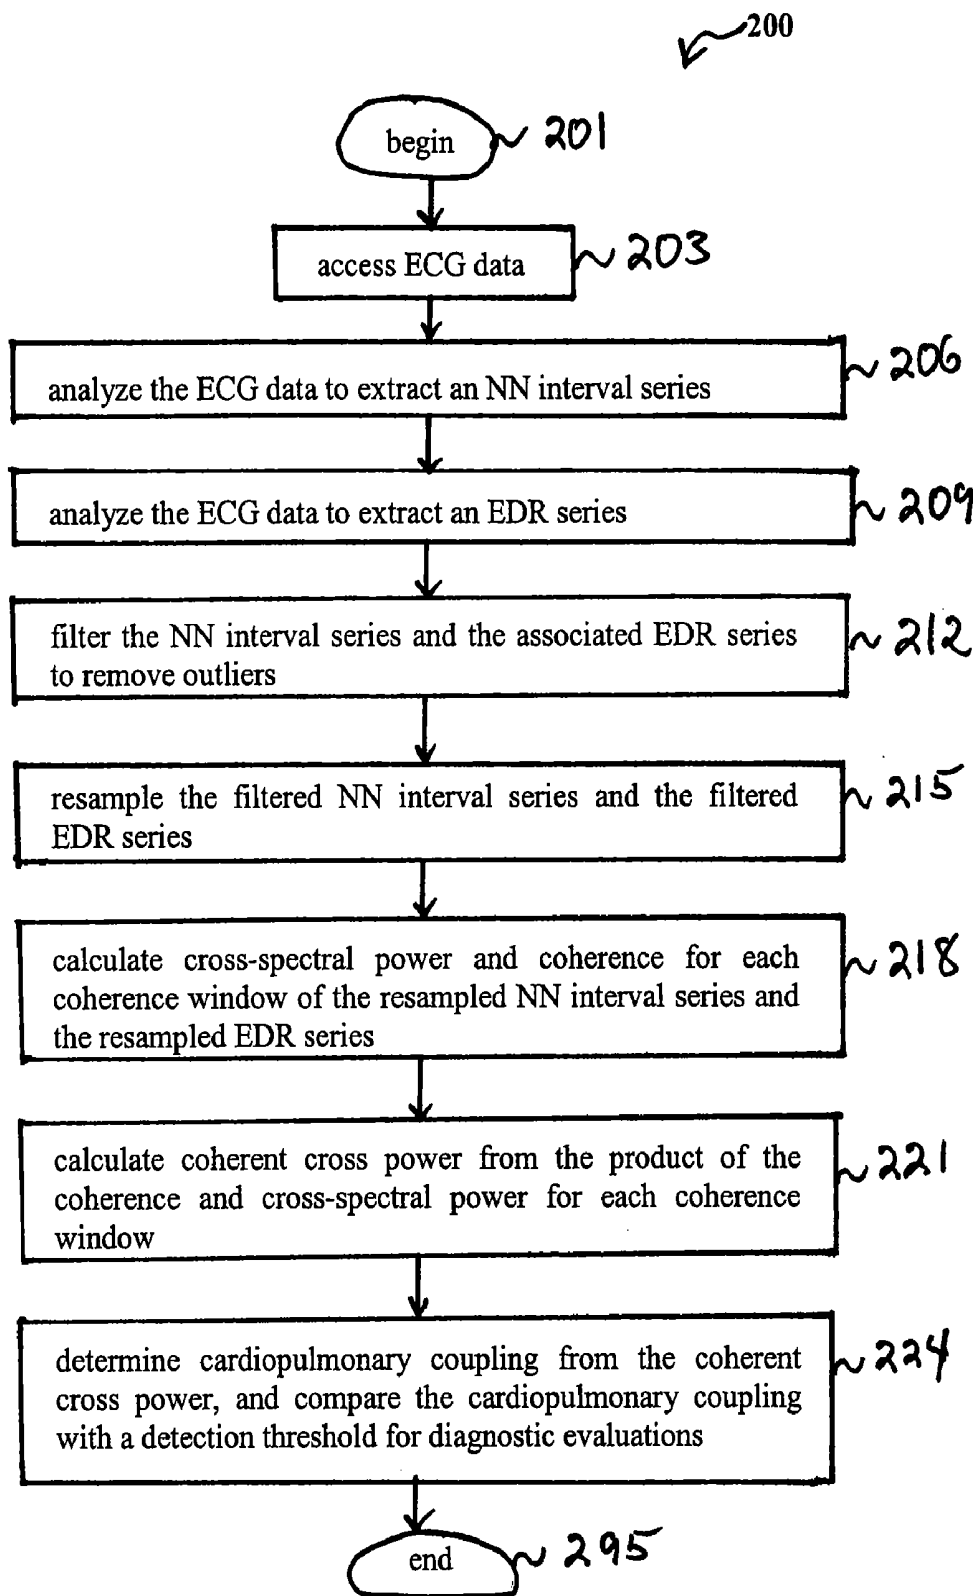 200
begin 201
access ECG data 203
analyze the ECG data to extract an NN interval series 206
analyze the ECG data to extract an EDR series 209
filter the NN interval series and the associated EDR series
to remove outliers
212
resample the filtered NN interval series and the filtered
EDR series
215
calculate cross-spectral power and coherence for each
coherence window of the resampled NN interval series and
the resampled EDR series
218
calculate coherent cross power from the product of the
coherence and cross-spectral power for each coherence
window
221
determine cardiopulmonary coupling from the coherent
cross power, and compare the cardiopulmonary coupling
with a detection threshold for diagnostic evaluations
224
end 295